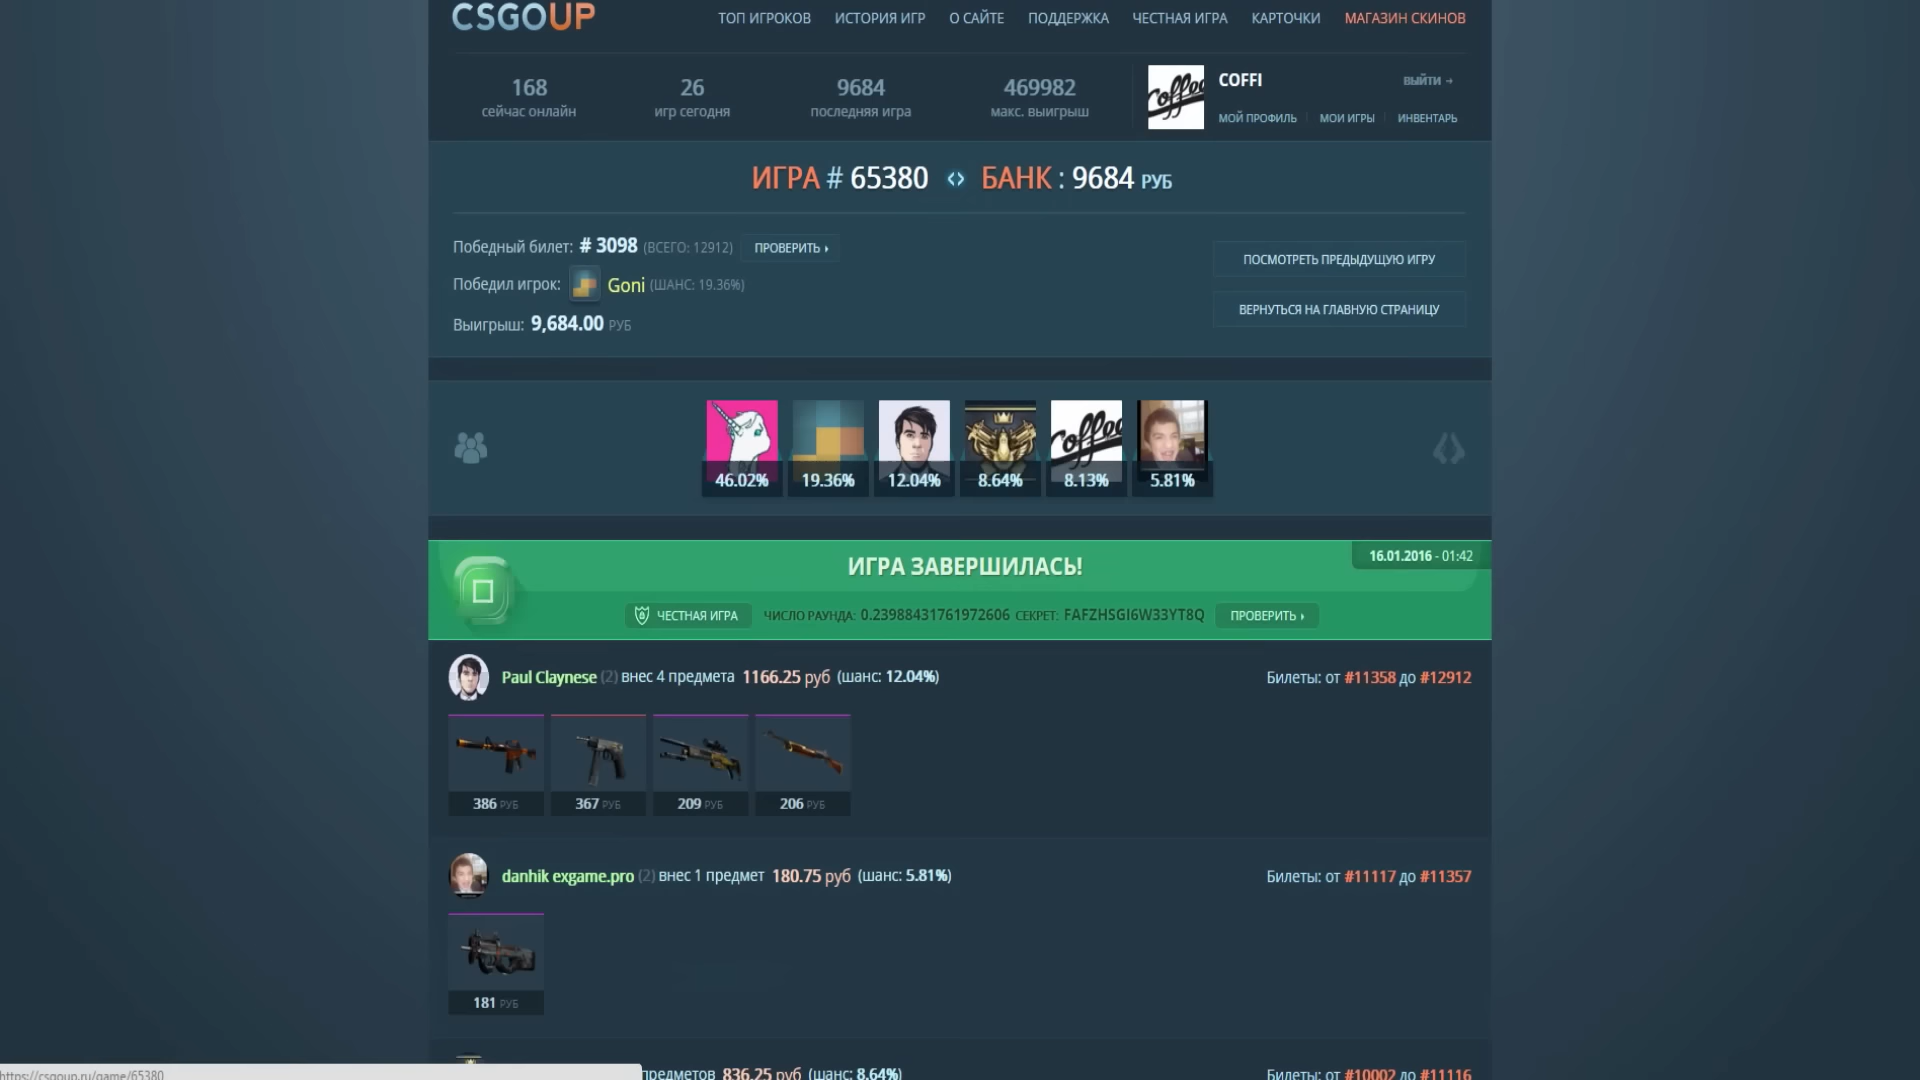 CSGOUP
ТОП ИГРОКОВ ИСТОРИЯ ИГР О САЙТЕ ПОДДЕРЖКА ЧЕСТНАЯ ИГРА КАРТОЧКИ МАГАЗИН СКИНОВ
168 26 9684 469982
сейчас онлайн игр сегодня последняя игра макс. выигрыш
Coffee
COFFI ВЫЙТИ →
МОЙ ПРОФИЛЬ МОИ ИГРЫ ИНВЕНТАРЬ
ИГРА # 65380 <> БАНК : 9684 РУБ
Победный билет: # 3098 (ВСЕГО: 12912) ПРОВЕРИТЬ
Победил игрок: Goni (ШАНС: 19.36%)
Выигрыш: 9,684.00 РУБ
ПОСМОТРЕТЬ ПРЕДЫДУЩУЮ ИГРУ
ВЕРНУТЬСЯ НА ГЛАВНУЮ СТРАНИЦУ
Coffee
46.02% 19.36% 12.04% 8.64% 8.13% 5.81%
ИГРА ЗАВЕРШИЛАСЬ!
16.01.2016 - 01:42
ЧЕСТНАЯ ИГРА ЧИСЛО РАУНДА: 0.23988431761972606 СЕКРЕТ: FAFZHSGI6W33YT8Q ПРОВЕРИТЬ
Paul Claynese (2) внес 4 предмета 1166.25 руб (шанс: 12.04%) Билеты: от #11358 до #12912
386 РУБ 367 РУБ 209 РУБ 206 РУБ
danhik exgame.pro (2) внес 1 предмет 180.75 руб (шанс: 5.81%) Билеты: от #11117 до #11357
181 РУБ
предметов 836.25 руб (шанс: 8.64%) Билеты: от #10002 до #11116
https://csgoup.ru/game/65380